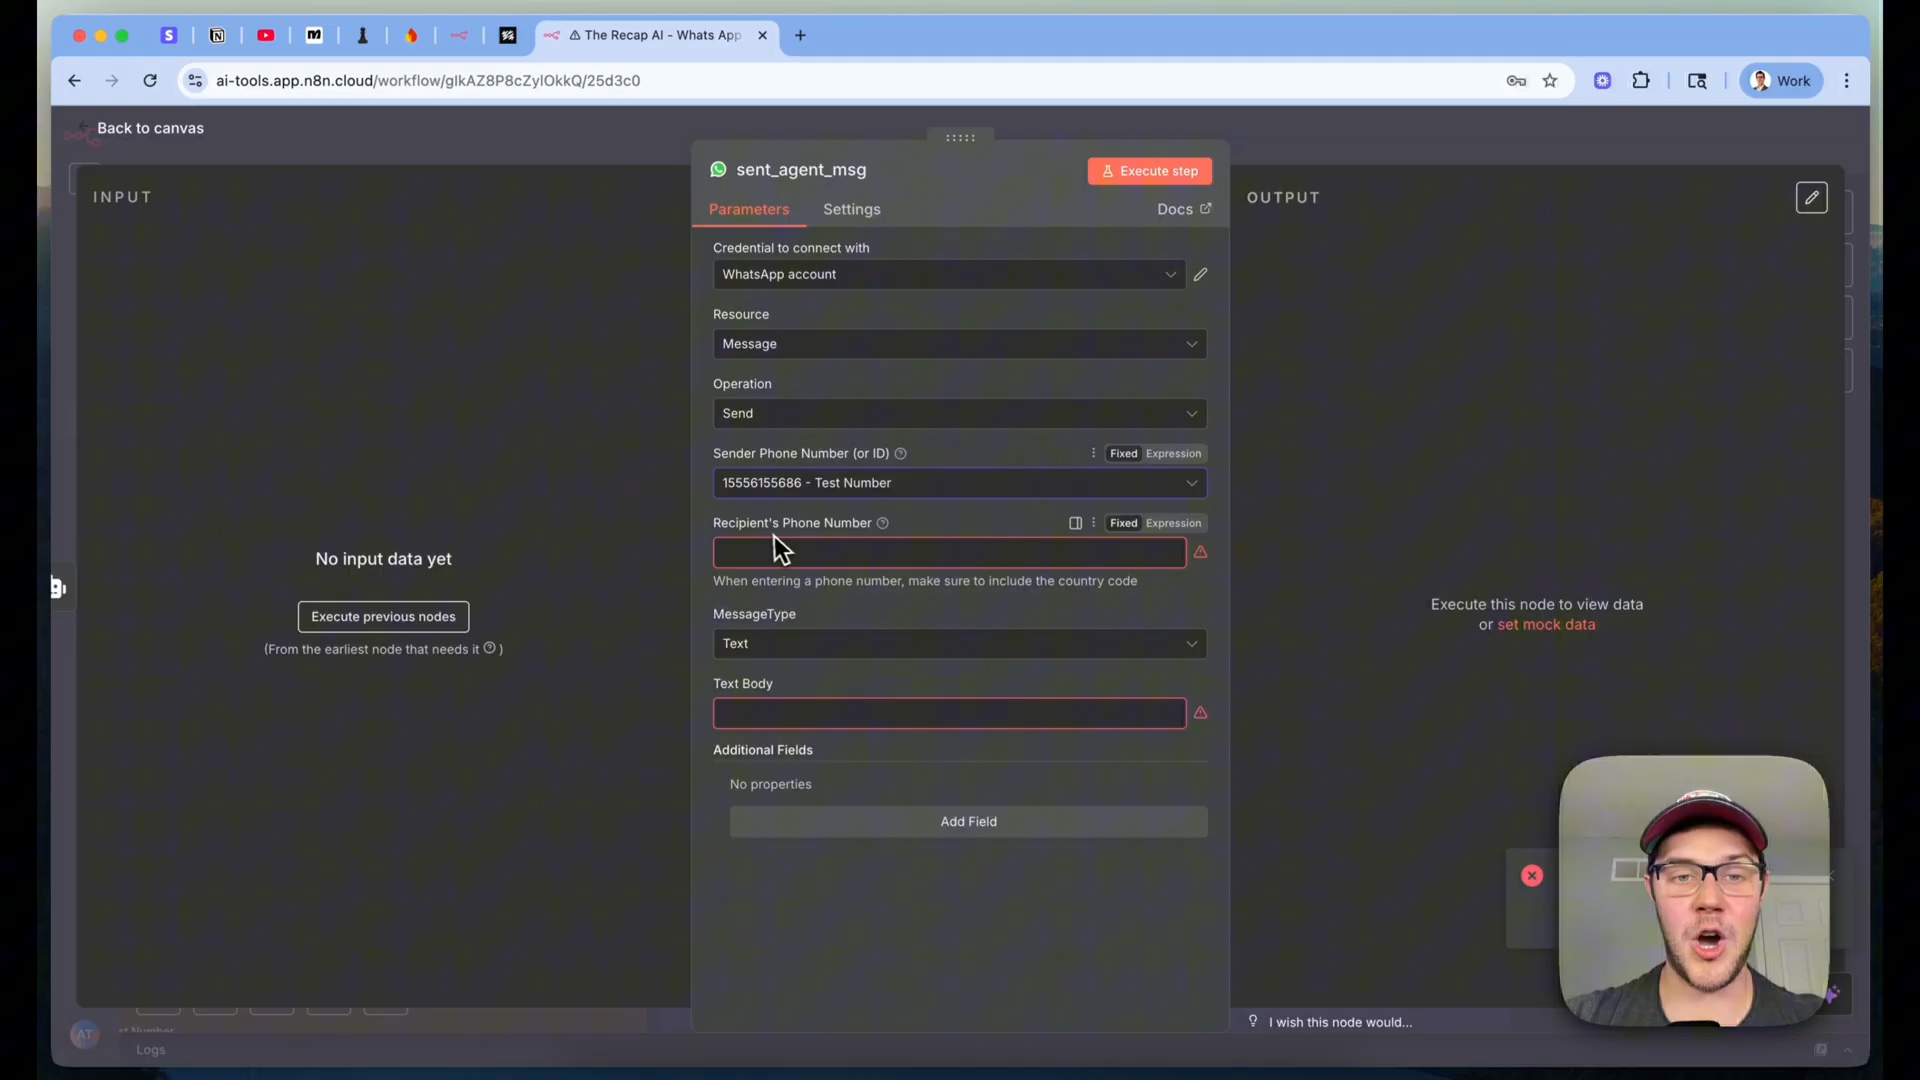 The Recap AI - Whats App
ai-tools.app.n8n.cloud/workflow/glkAZ8P8cZylOkkQ/25d3c0
Work
Back to canvas
INPUT
sent_agent_msg
Execute step
OUTPUT
Parameters
Settings
Docs
Credential to connect with
WhatsApp account
Resource
Message
Operation
Send
Sender Phone Number (or ID)
Fixed
Expression
15556155686 - Test Number
Recipient's Phone Number
Fixed
Expression
When entering a phone number, make sure to include the country code
No input data yet
Execute previous nodes
(From the earliest node that needs it )
Execute this node to view data
or set mock data
MessageType
Text
Text Body
Additional Fields
No properties
Add Field
I wish this node would...
AT
st Number
Logs